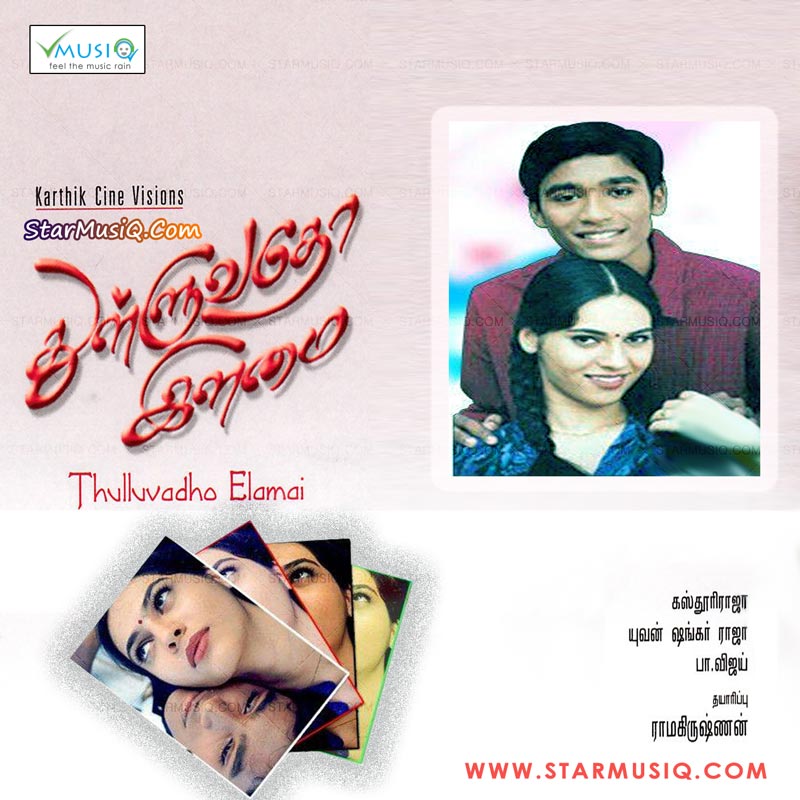 VMUSIQ
feel the music rain
Karthik Cine Visions
StarMusiQ.Com
துள்ளுவதோ
இளமை
Thulluvadho Elamai
கஸ்தூரிராஜா
யுவன் ஷங்கர் ராஜா
பா.விஜய்
தயாரிப்பு
ராமகிருஷ்ணன்
WWW.STARMUSIQ.COM